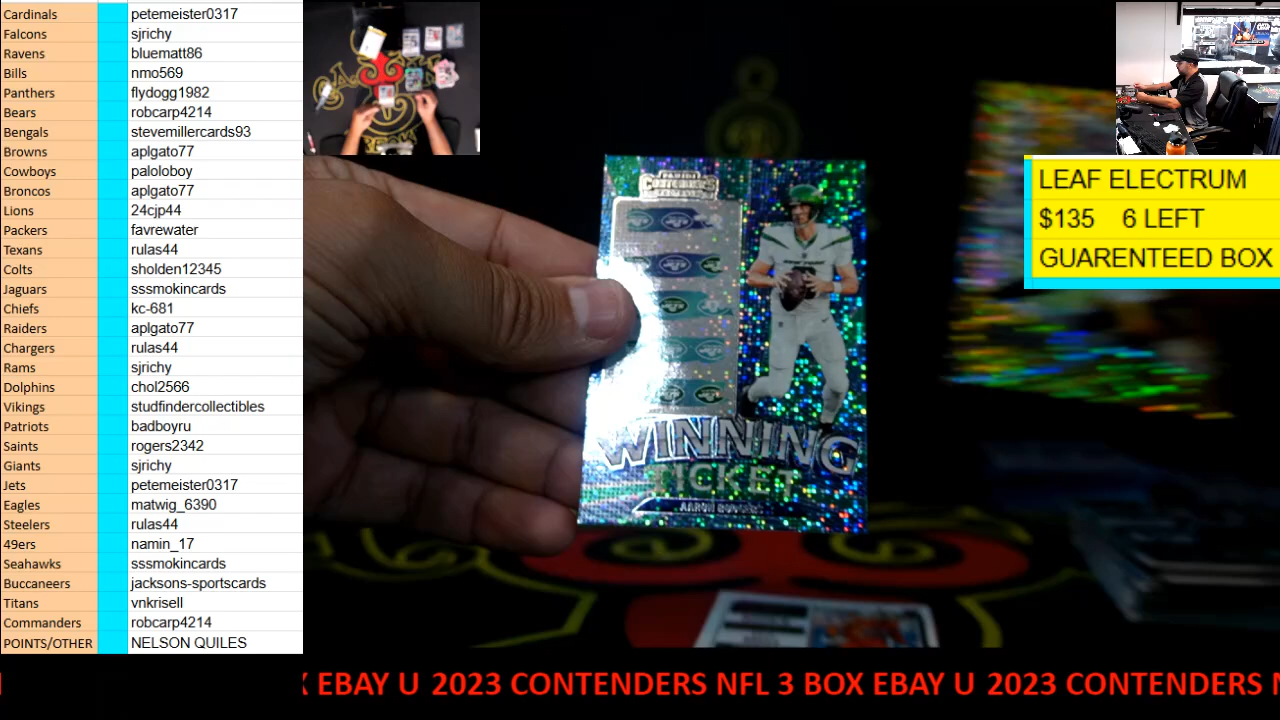 Cardinals petemeister0317
Falcons sjrichy
Ravens bluematt86
Bills nmo569
Panthers flydogg1982
Bears robcarp4214
Bengals stevemillercards93
Browns aplgato77
Cowboys paloloboy
Broncos aplgato77
Lions 24cjp44
Packers favrewater
Texans rulas44
Colts sholden12345
Jaguars sssmokincards
Chiefs kc-681
Raiders aplgato77
Chargers rulas44
Rams sjrichy
Dolphins chol2566
Vikings studfindercollectibles
Patriots badboyru
Saints rogers2342
Giants sjrichy
Jets petemeister0317
Eagles matwig_6390
Steelers rulas44
49ers namin_17
Seahawks sssmokincards
Buccaneers jacksons-sportscards
Titans vnkrisell
Commanders robcarp4214
POINTS/OTHER NELSON QUILES
LEAF ELECTRUM
$135 6 LEFT
GUARENTEED BOX
PANINI
CONTENDERS
WINNING
TICKET
AARON
EBAY U 2023 CONTENDERS NFL 3 BOX EBAY U 2023 CONTENDERS